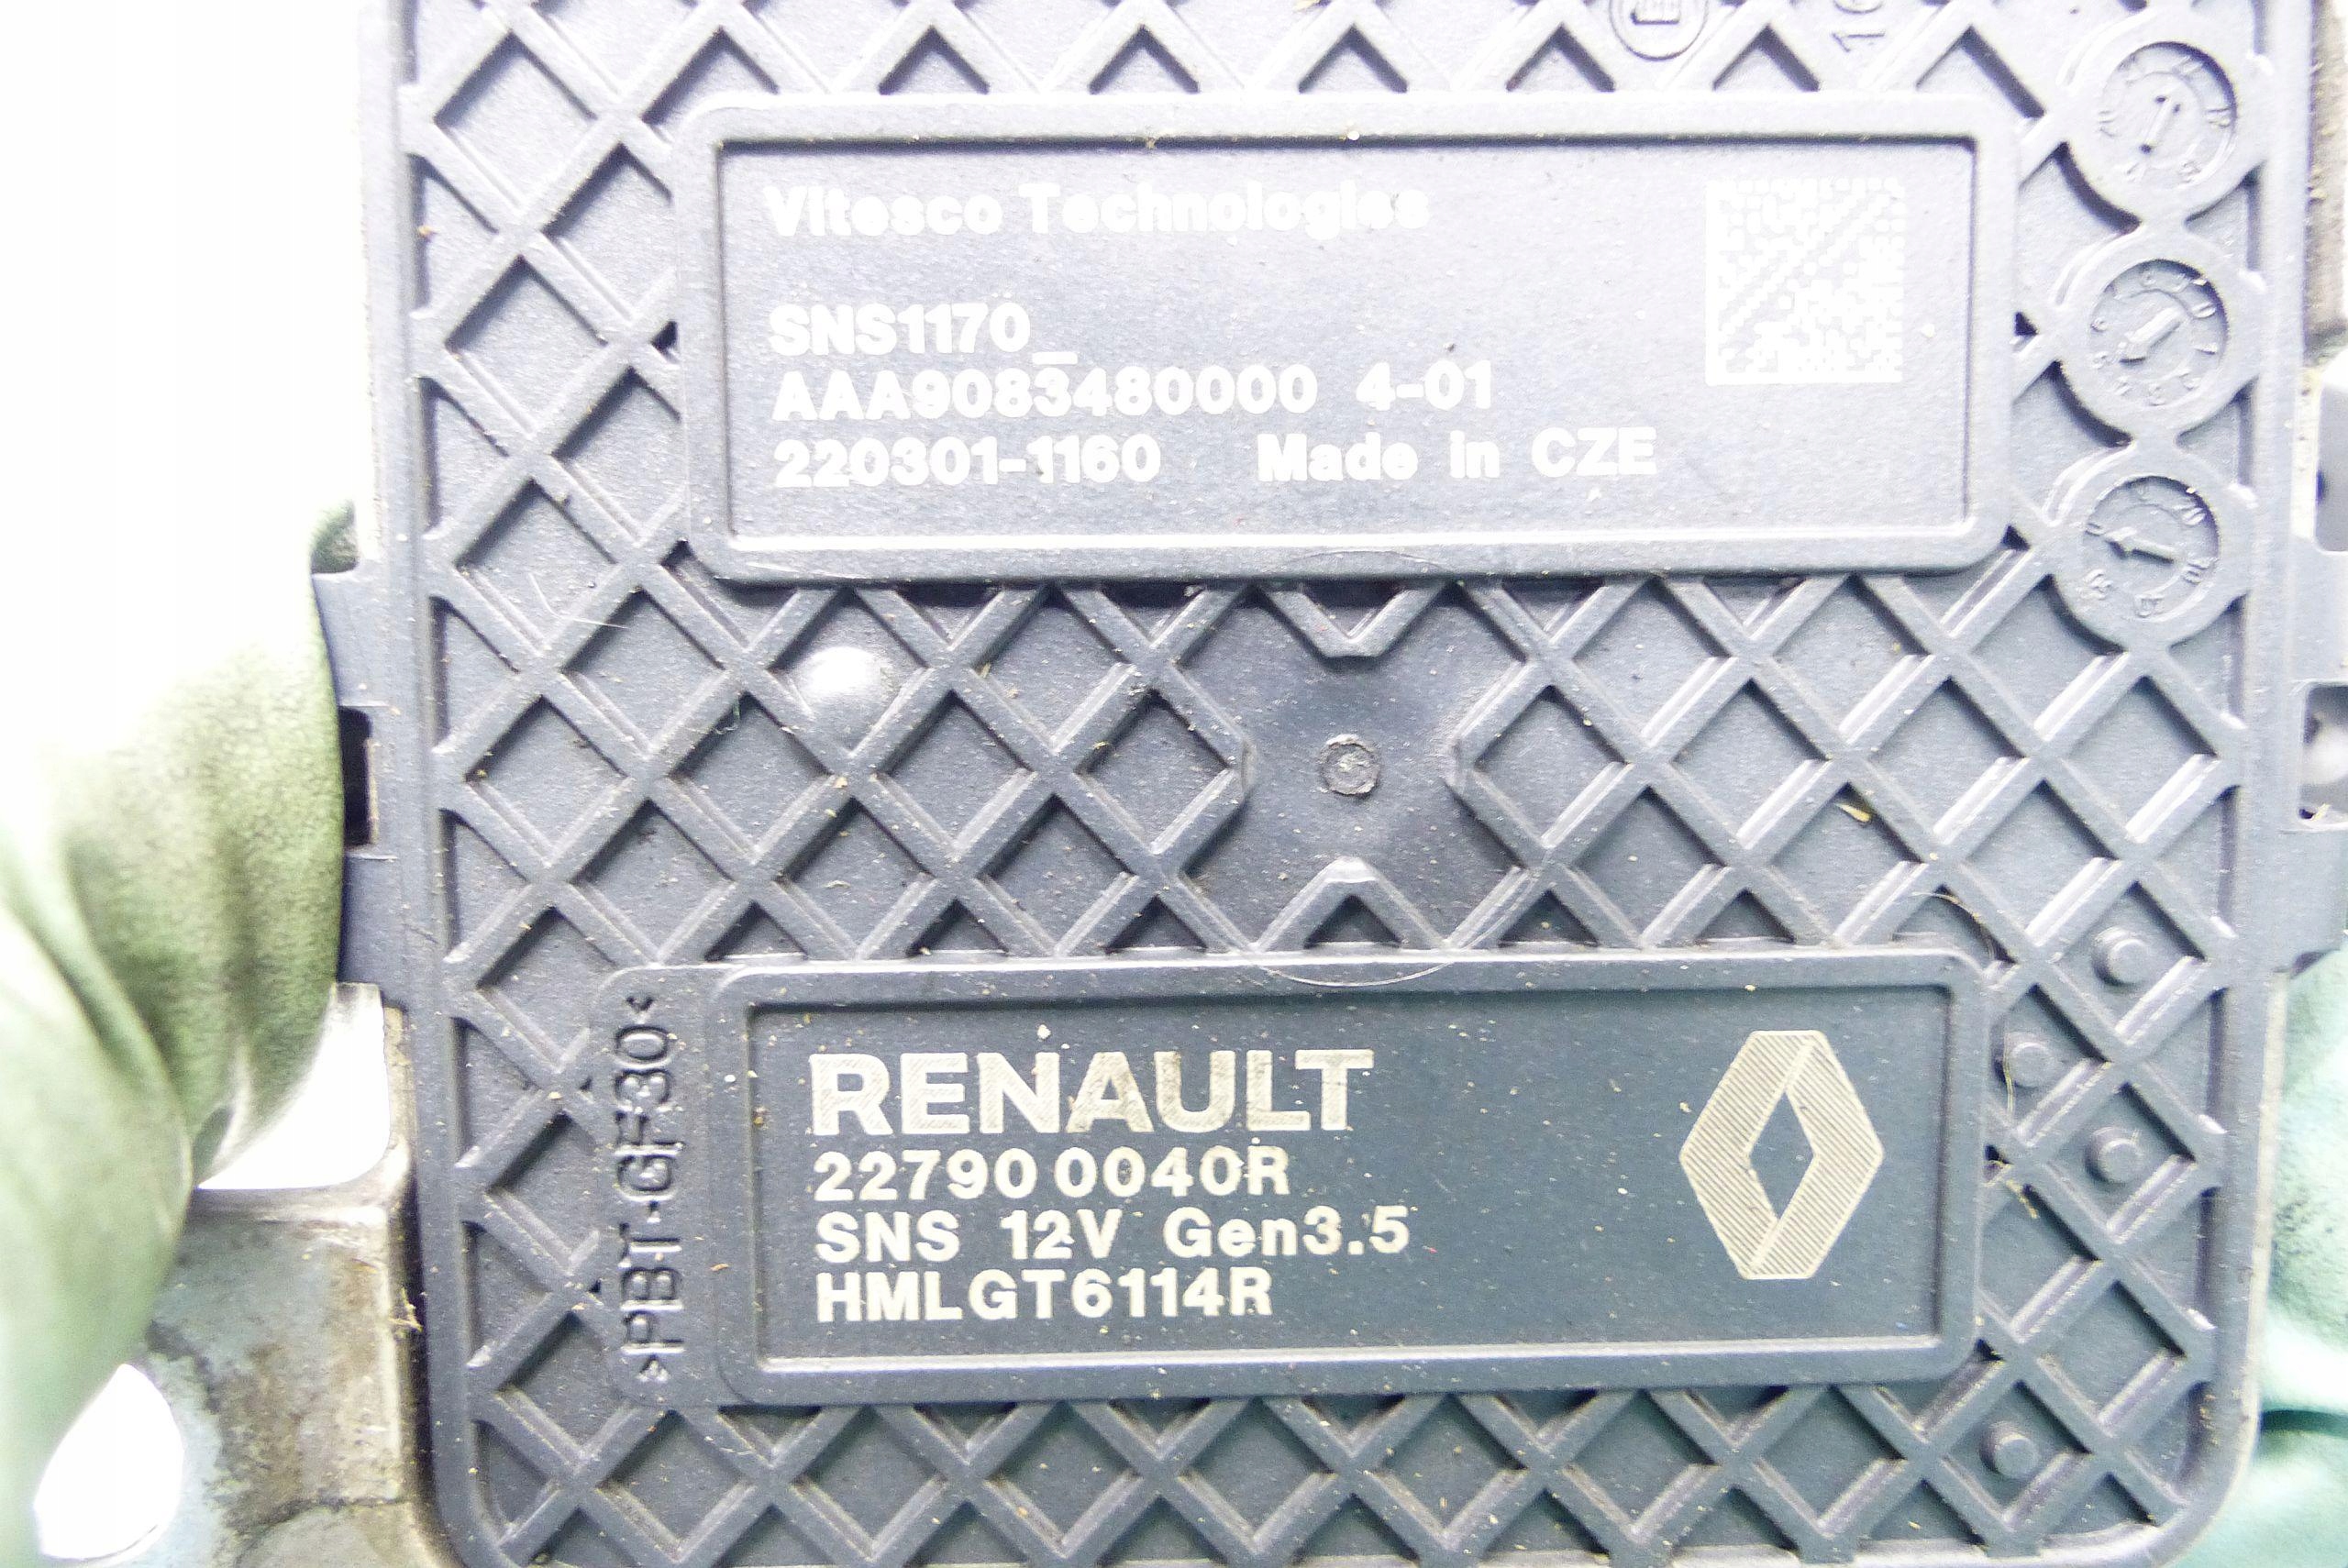 E
Vitesco Technologies
SNS1170_
AAA9083480000 4-01
220301-1160 Made in CZE
>PBT-GF30<
RENAULT
22790 0040R
SNS 12V Gen3.5
HMLGT6114R